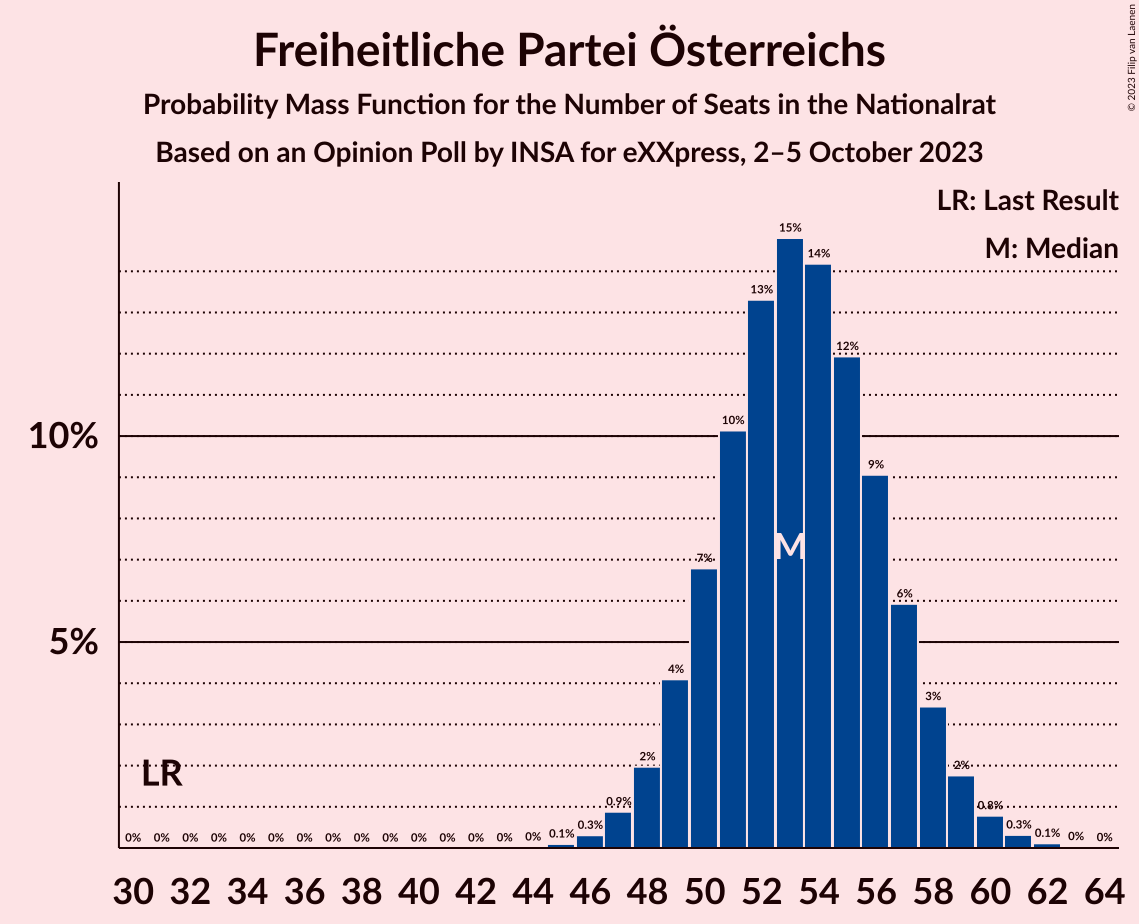 Freiheitliche Partei Österreichs
Probability Mass Function for the Number of Seats in the Nationalrat
Based on an Opinion Poll by INSA for eXXpress, 2–5 October 2023
© 2023 Filip van Laenen
LR: Last Result
M: Median
10%
5%
LR
M
0% 0% 0% 0% 0% 0% 0% 0% 0% 0% 0% 0% 0% 0% 0% 0.1% 0.3% 0.9% 2% 4% 7% 10% 13% 15% 14% 12% 9% 6% 3% 2% 0.8% 0.3% 0.1% 0% 0%
30 32 34 36 38 40 42 44 46 48 50 52 54 56 58 60 62 64